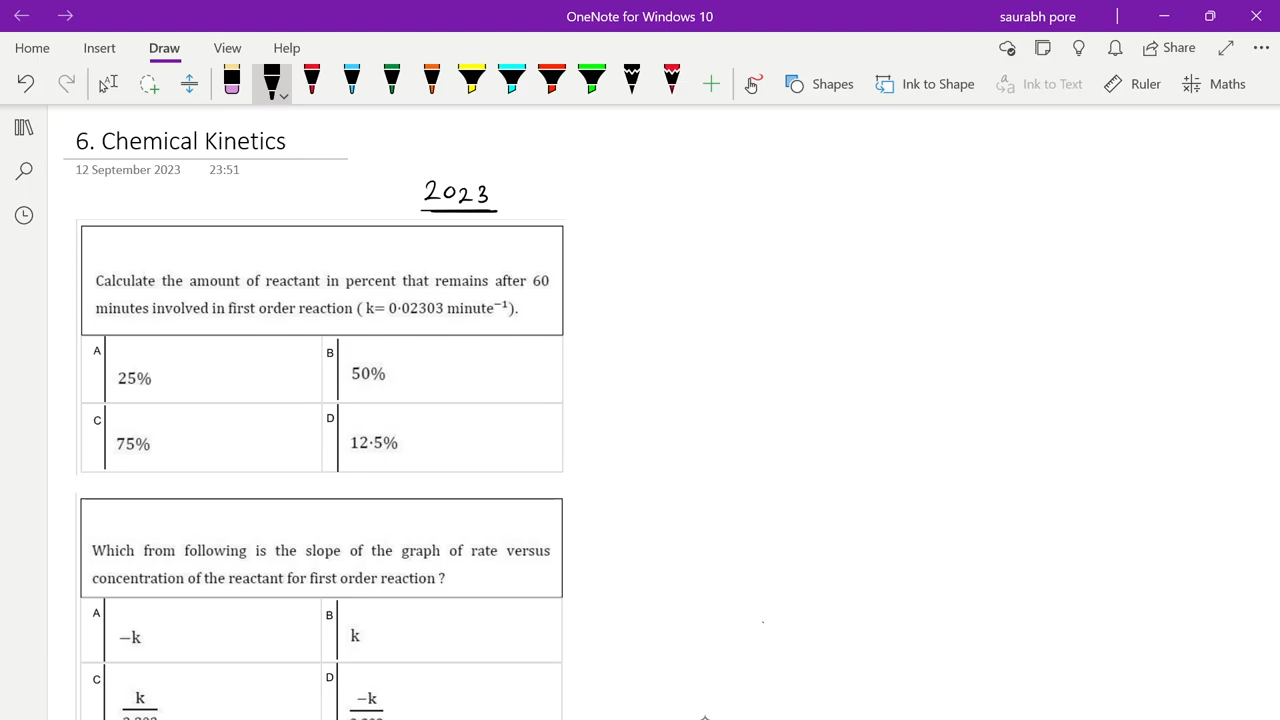 OneNote for Windows 10
saurabh pore
Home Insert Draw View Help
Share
Shapes Ink to Shape Ink to Text Ruler Maths
6. Chemical Kinetics
12 September 2023 23:51
2023
Calculate the amount of reactant in percent that remains after 60
minutes involved in first order reaction ( k= 0·02303 minute⁻¹).
A 25%
B 50%
C 75%
D 12·5%
Which from following is the slope of the graph of rate versus
concentration of the reactant for first order reaction ?
A −k
B k
C k
D −k